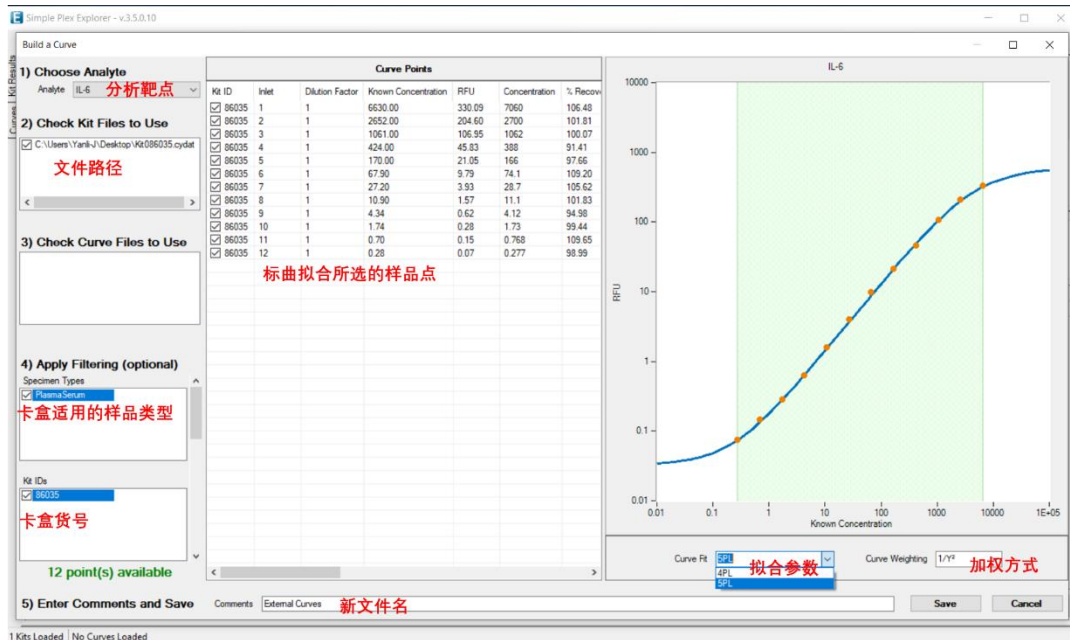 Simple Plex Explorer - v.3.5.0.10
Build a Curve
Kit Results
Curves
1) Choose Analyte
Analyte IL-6 分析靶点
2) Check Kit Files to Use
C:\Users\Yanli-J\Desktop\Kit086035.cydat
文件路径
3) Check Curve Files to Use
4) Apply Filtering (optional)
Specimen Types
PlasmaSerum
卡盒适用的样品类型
Kit IDs
86035
卡盒货号
12 point(s) available
Curve Points
Kit ID Inlet Dilution Factor Known Concentration RFU Concentration % Recov
86035 1 1 6630.00 330.09 7060 106.48
86035 2 1 2652.00 204.60 2700 101.81
86035 3 1 1061.00 106.95 1062 100.07
86035 4 1 424.00 45.83 388 91.41
86035 5 1 170.00 21.05 166 97.66
86035 6 1 67.90 9.79 74.1 109.20
86035 7 1 27.20 3.93 28.7 105.62
86035 8 1 10.90 1.57 11.1 101.83
86035 9 1 4.34 0.62 4.12 94.98
86035 10 1 1.74 0.28 1.73 99.44
86035 11 1 0.70 0.15 0.768 109.65
86035 12 1 0.28 0.07 0.277 98.99
标曲拟合所选的样品点
IL-6
10000
1000
100
10
1
0.1
0.01
RFU
0.01 0.1 1 10 100 1000 10000 1E+05
Known Concentration
Curve Fit 5PL Curve Weighting 1/Y²
4PL
5PL
拟合参数
加权方式
5) Enter Comments and Save Comments External Curves 新文件名 Save Cancel
1 Kits Loaded No Curves Loaded